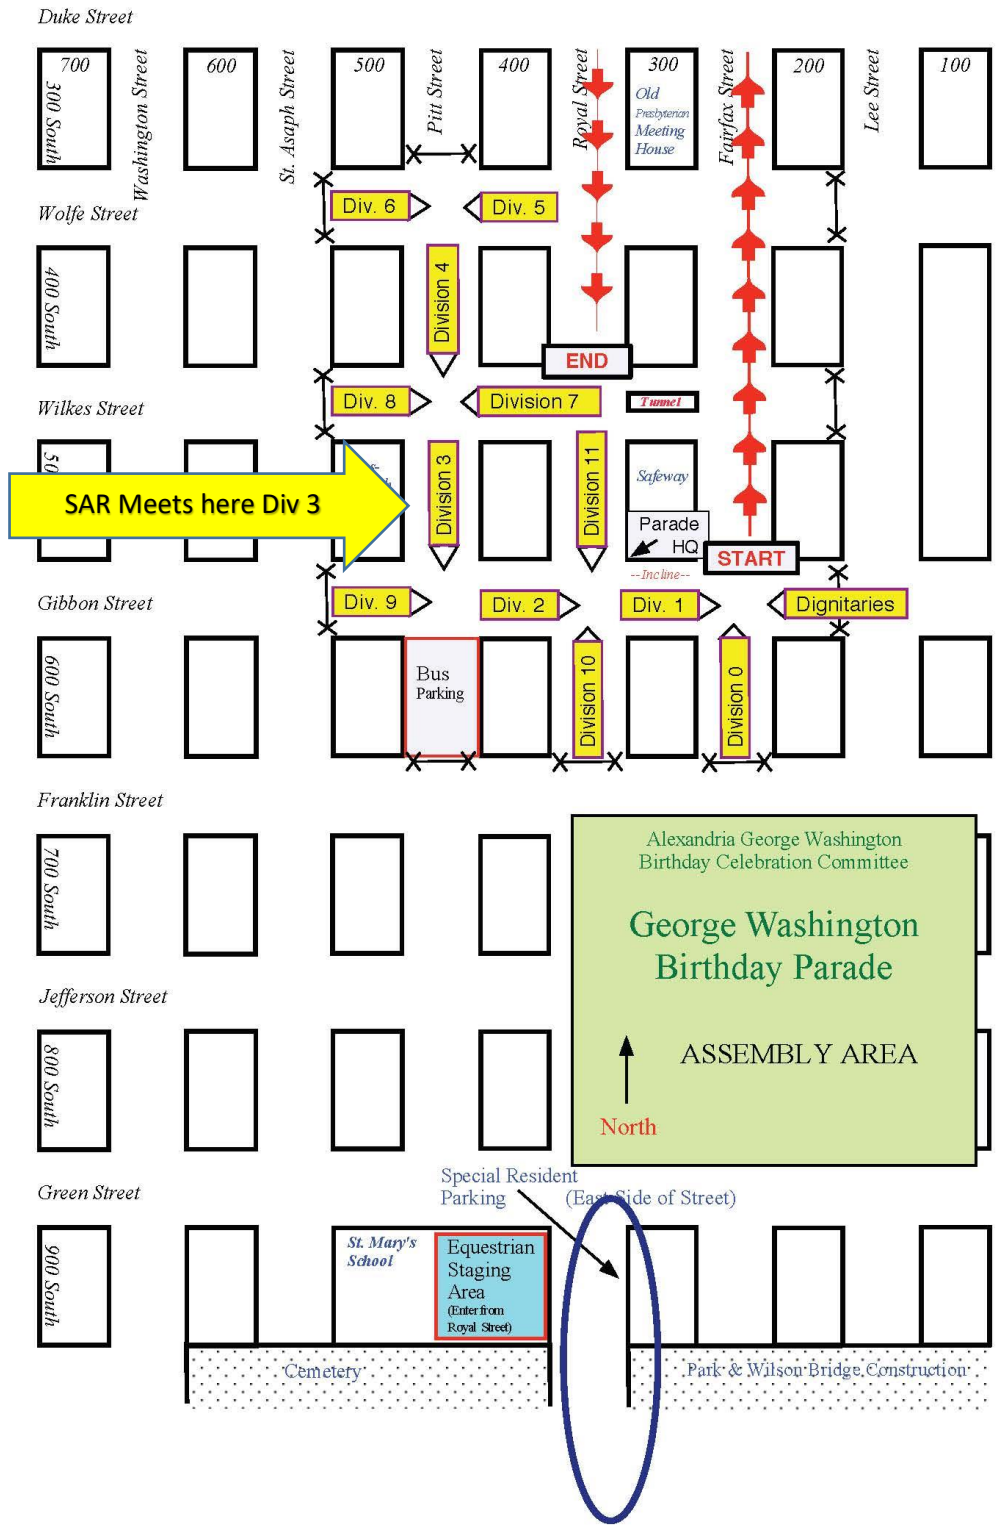 Duke Street
700
600
500
400
300
200
100
300 South
Washington Street
St. Asaph Street
Pitt Street
Royal Street
Old
Presbyterian
Meeting
House
Fairfax Street
Lee Street
Wolfe Street
Div. 6
Div. 5
400 South
Division 4
END
Wilkes Street
Div. 8
Division 7
Tunnel
50
SAR Meets here Div 3
Division 3
Division 11
Safeway
Parade
HQ
START
--Incline--
Gibbon Street
Div. 9
Div. 2
Div. 1
Dignitaries
600 South
Bus
Parking
Division 10
Division 0
Franklin Street
700 South
Alexandria George Washington
Birthday Celebration Committee
George Washington
Birthday Parade
ASSEMBLY AREA
North
Jefferson Street
800 South
Green Street
Special Resident
Parking (East Side of Street)
900 South
St. Mary's
School
Equestrian
Staging
Area
(Enter from
Royal Street)
Cemetery
Park & Wilson Bridge Construction